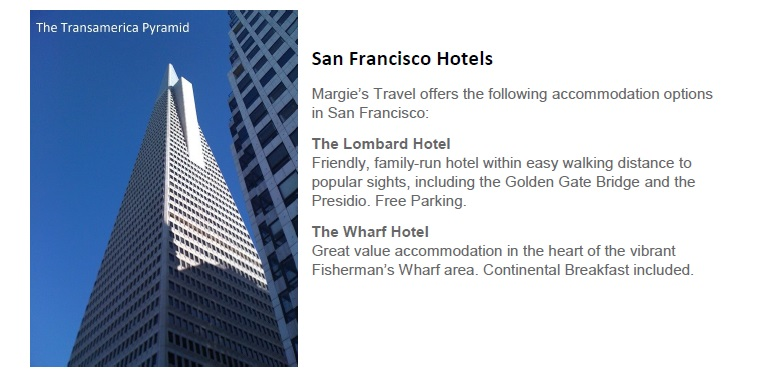 The Transamerica Pyramid
San Francisco Hotels
Margie’s Travel offers the following accommodation options
in San Francisco:
The Lombard Hotel
Friendly, family-run hotel within easy walking distance to
popular sights, including the Golden Gate Bridge and the
Presidio. Free Parking.
The Wharf Hotel
Great value accommodation in the heart of the vibrant
Fisherman’s Wharf area. Continental Breakfast included.